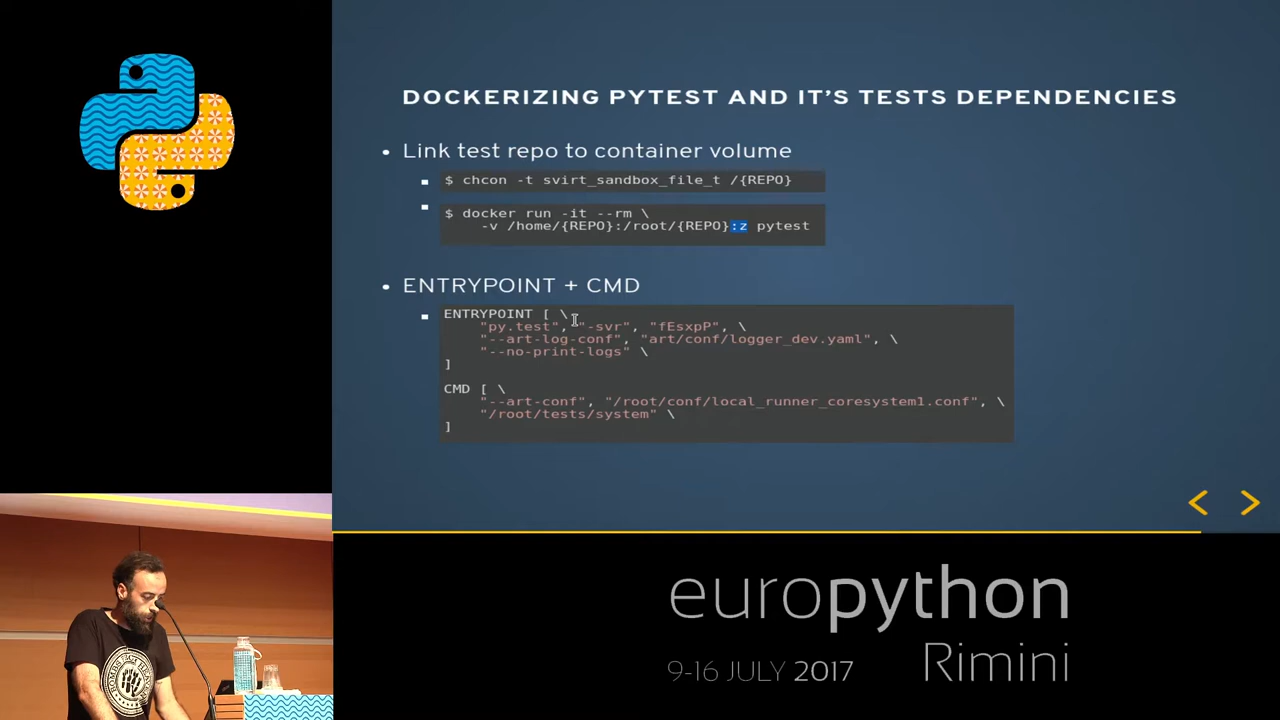 DOCKERIZING PYTEST AND IT'S TESTS DEPENDENCIES
• Link test repo to container volume
$ chcon -t svirt_sandbox_file_t /{REPO}
$ docker run -it --rm \
-v /home/{REPO}:/root/{REPO}:z pytest
• ENTRYPOINT + CMD
ENTRYPOINT [ \
"py.test", "-svr", "fEsxpP", \
"--art-log-conf", "art/conf/logger_dev.yaml", \
"--no-print-logs" \
]
CMD [ \
"--art-conf", "/root/conf/local_runner_coresystem1.conf", \
"/root/tests/system" \
]
< >
europython
9-16 JULY 2017 Rimini